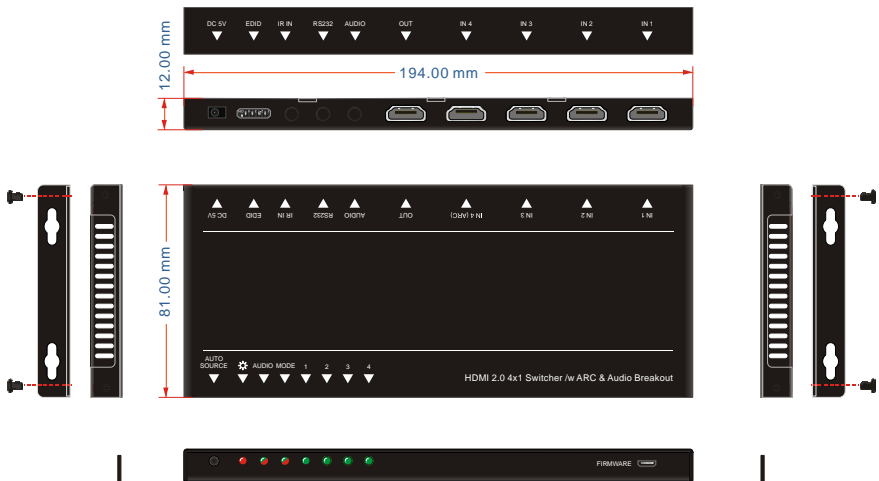 DC 5V EDID IR IN RS232 AUDIO OUT IN 4 IN 3 IN 2 IN 1
12.00 mm
194.00 mm
DC 5V EDID IR IN RS232 AUDIO OUT IN 4 (ARC) IN 3 IN 2 IN 1
81.00 mm
AUTO
SOURCE AUDIO MODE 1 2 3 4
HDMI 2.0 4x1 Switcher /w ARC & Audio Breakout
FIRMWARE